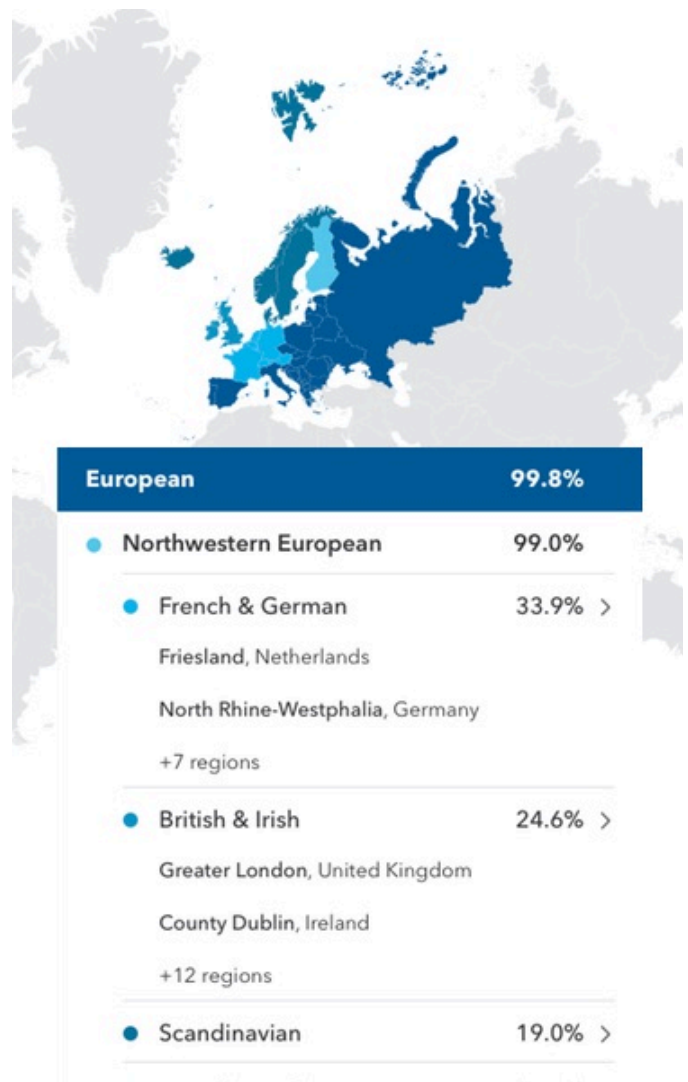 European 99.8%
Northwestern European 99.0%
French & German 33.9% >
Friesland, Netherlands
North Rhine-Westphalia, Germany
+7 regions
British & Irish 24.6% >
Greater London, United Kingdom
County Dublin, Ireland
+12 regions
Scandinavian 19.0% >